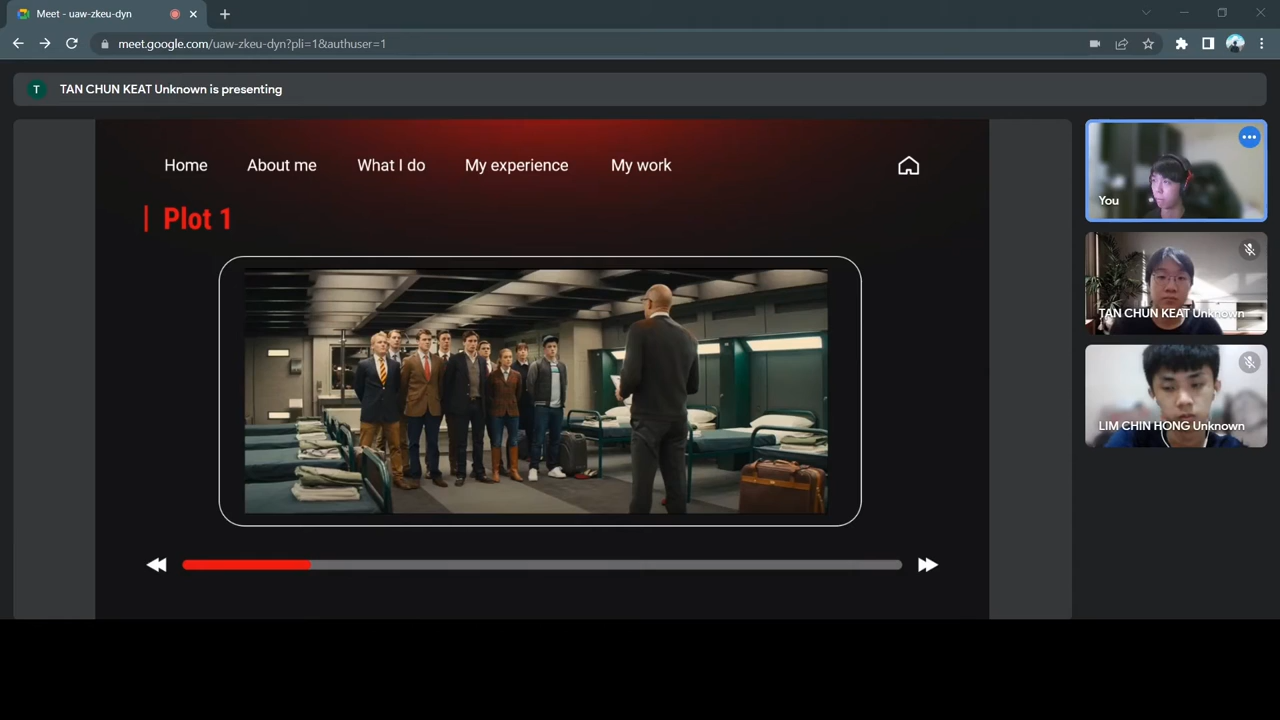 Meet - uaw-zkeu-dyn
meet.google.com/uaw-zkeu-dyn?pli=1&authuser=1
T
TAN CHUN KEAT Unknown is presenting
Home About me What I do My experience My work
Plot 1
You
TAN CHUN KEAT Unknown
LIM CHIN HONG Unknown